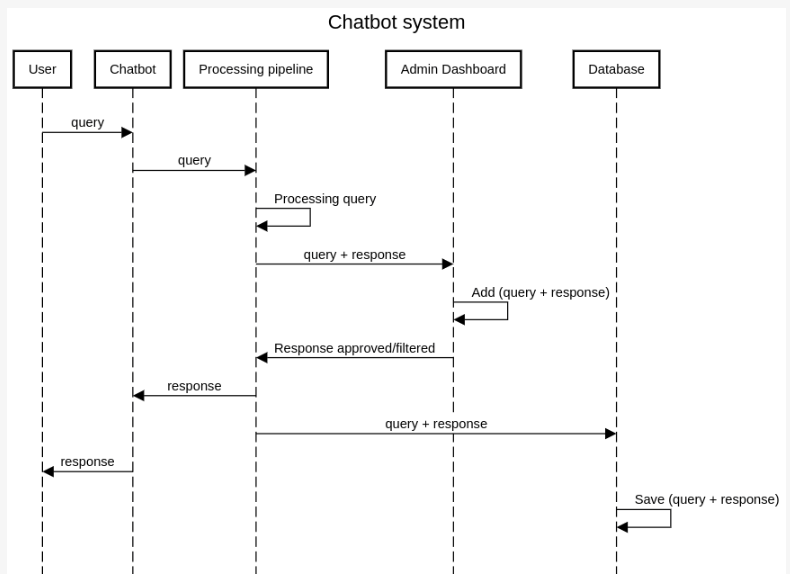 Chatbot system
User
Chatbot
Processing pipeline
Admin Dashboard
Database
query
query
Processing query
query + response
Add (query + response)
Response approved/filtered
response
query + response
response
Save (query + response)